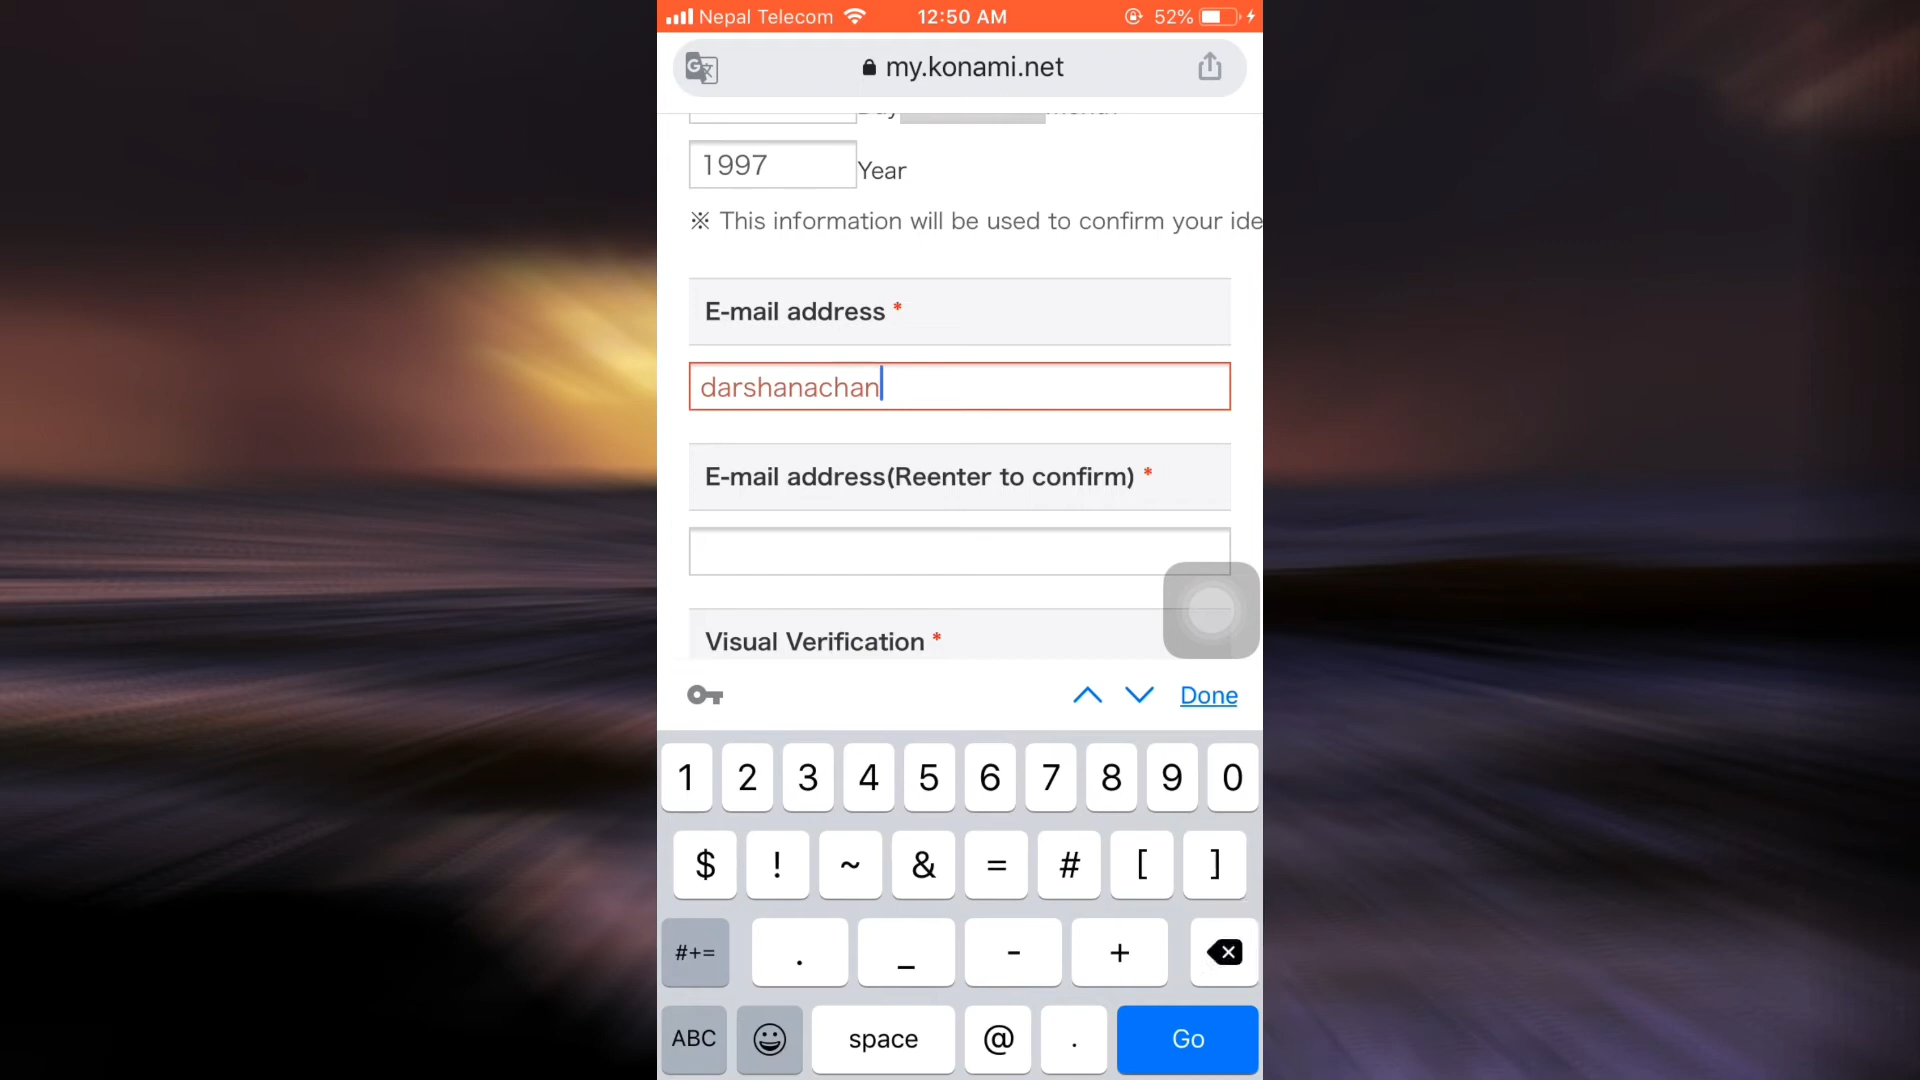 Nepal Telecom 12:50 AM 52%
my.konami.net
1997 Year
※ This information will be used to confirm your ide
E-mail address *
darshanachan
E-mail address(Reenter to confirm) *
Visual Verification *
Done
1 2 3 4 5 6 7 8 9 0
$ ! ~ & = # [ ]
#+= . _ - +
ABC space @ . Go